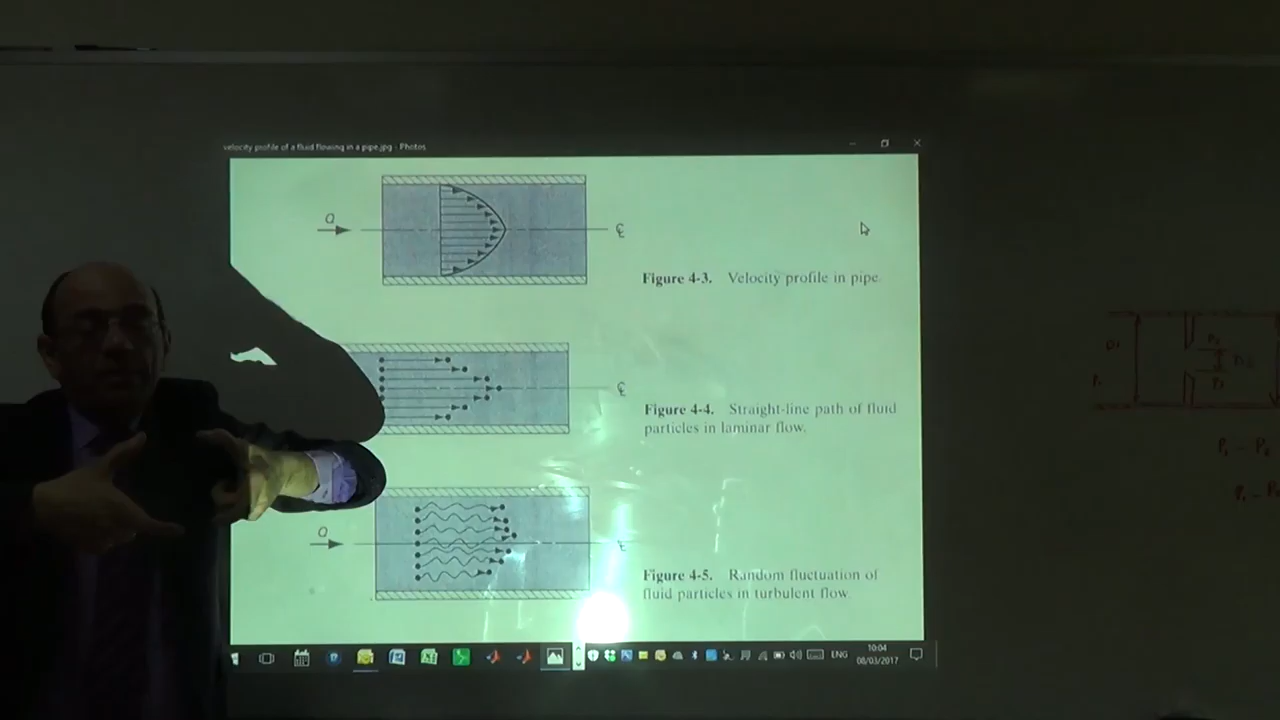 velocity profile of a fluid flowing in a pipe.jpg - Photos
Q
Figure 4-3. Velocity profile in pipe.
Figure 4-4. Straight-line path of fluid
particles in laminar flow.
Q
Figure 4-5. Random fluctuation of
fluid particles in turbulent flow.
ENG
10:04
08/03/2017